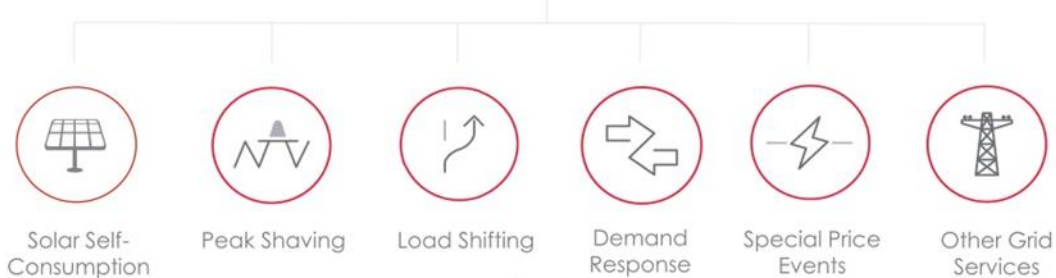 Solar Self-
Consumption
Peak Shaving
Load Shifting
Demand
Response
Special Price
Events
Other Grid
Services